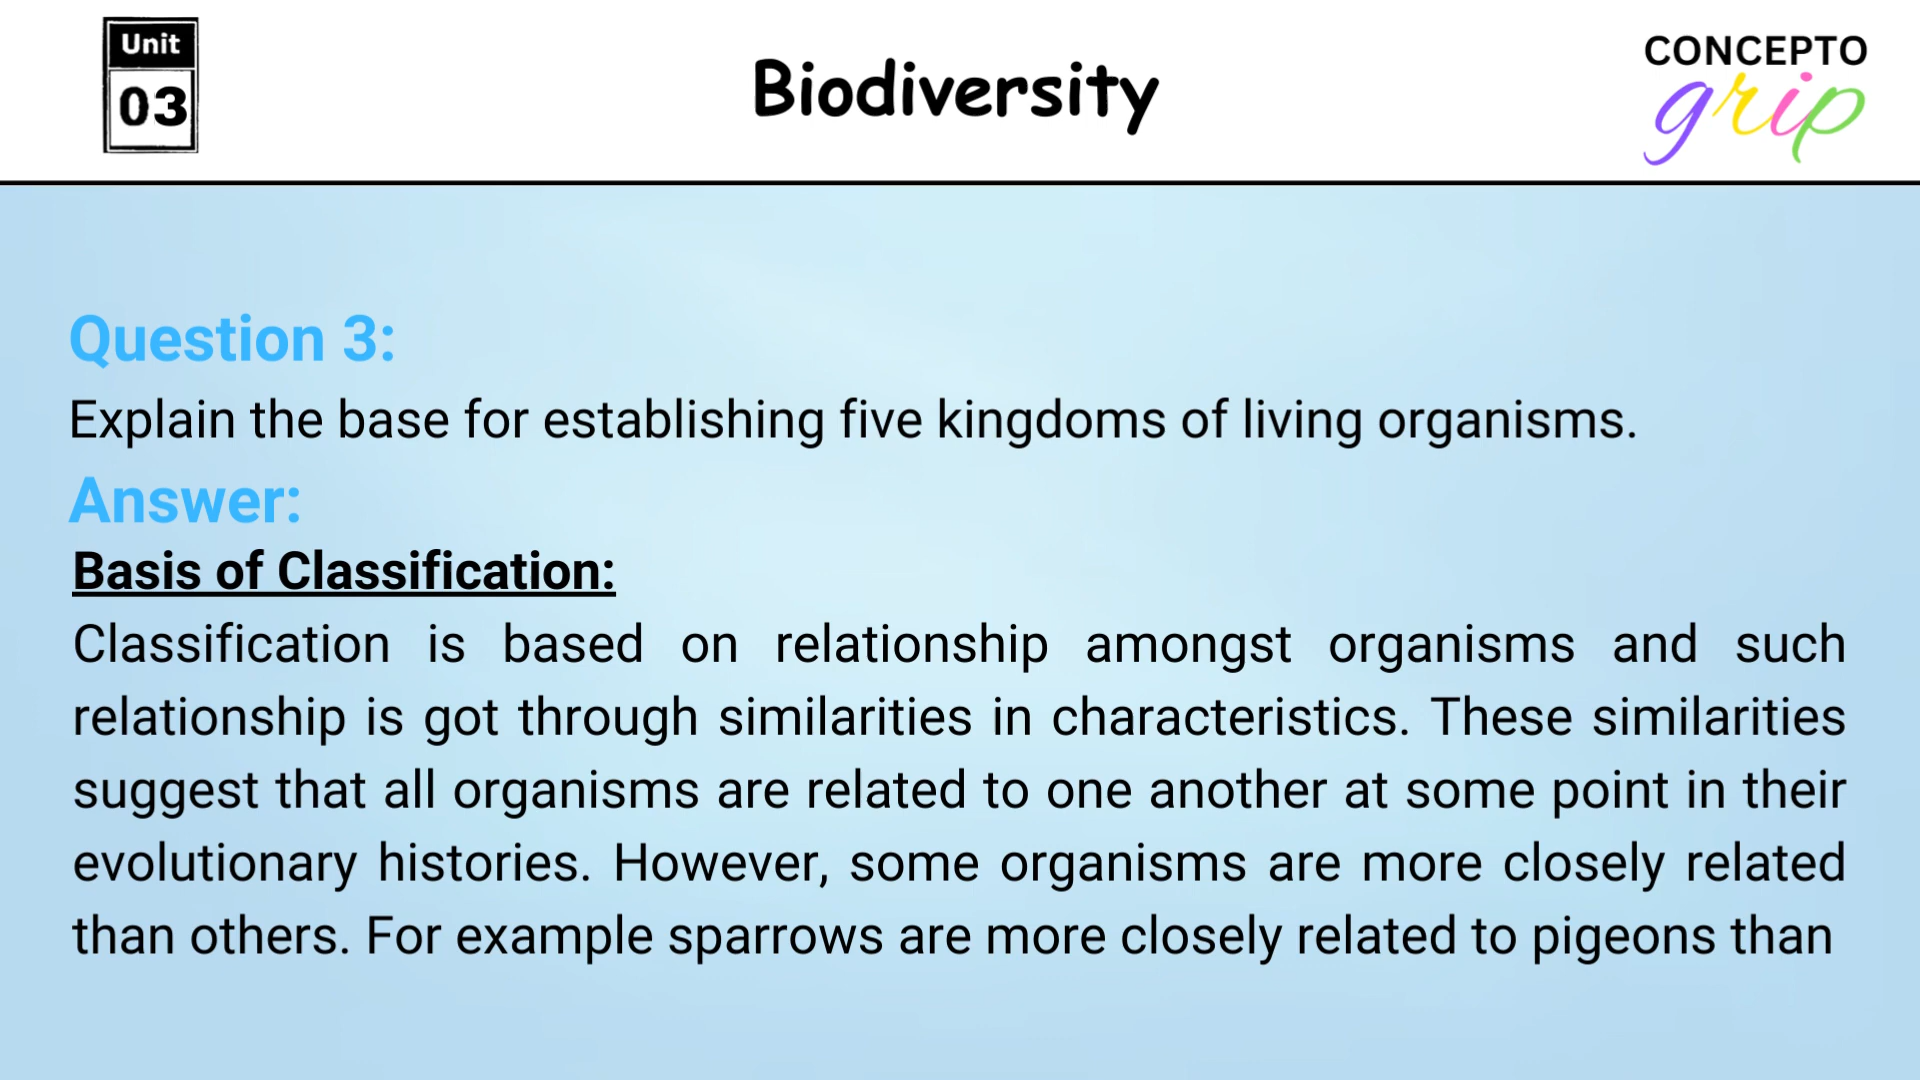 Unit
03
Biodiversity
CONCEPTO
grip
Question 3:
Explain the base for establishing five kingdoms of living organisms.
Answer:
Basis of Classification:
Classification is based on relationship amongst organisms and such
relationship is got through similarities in characteristics. These similarities
suggest that all organisms are related to one another at some point in their
evolutionary histories. However, some organisms are more closely related
than others. For example sparrows are more closely related to pigeons than